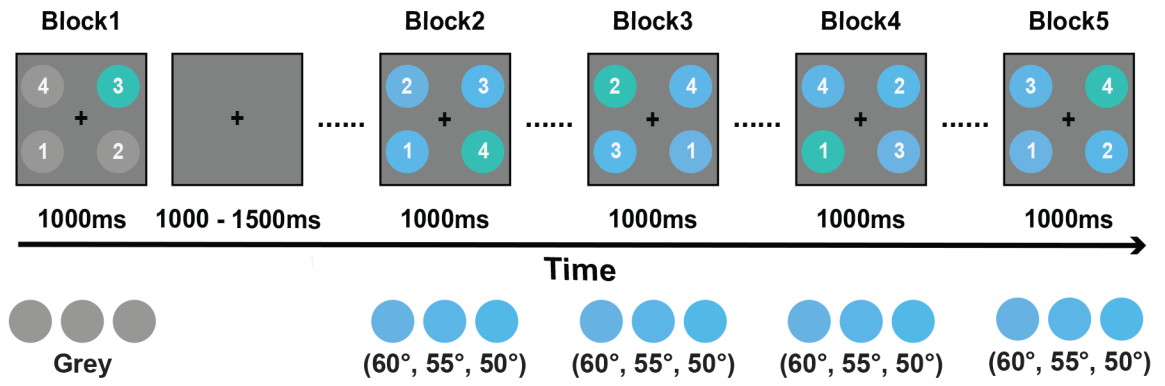 Block1 Block2 Block3 Block4 Block5
4 3 2 3 2 4 4 2 3 4
+ + + + + +
...... ...... ...... ......
1 2 1 4 3 1 1 3 1 2
1000ms 1000 - 1500ms 1000ms 1000ms 1000ms 1000ms
Time
Grey (60°, 55°, 50°) (60°, 55°, 50°) (60°, 55°, 50°) (60°, 55°, 50°)